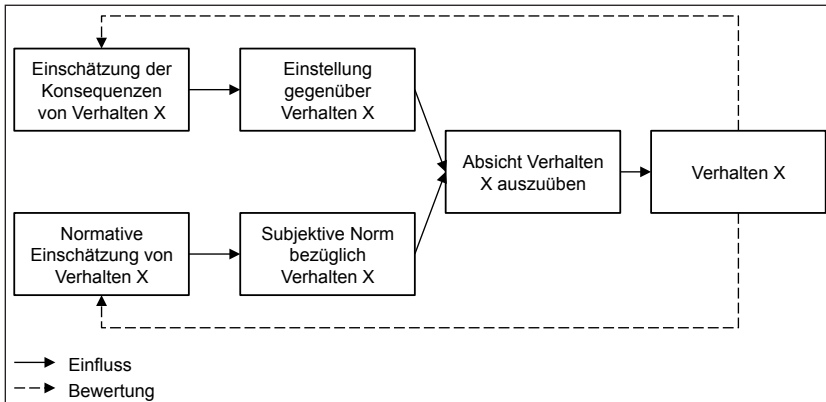 Einschätzung der
Konsequenzen
von Verhalten X
Einstellung
gegenüber
Verhalten X
Absicht Verhalten
X auszuüben
Verhalten X
Normative
Einschätzung von
Verhalten X
Subjektive Norm
bezüglich
Verhalten X
Einfluss
Bewertung